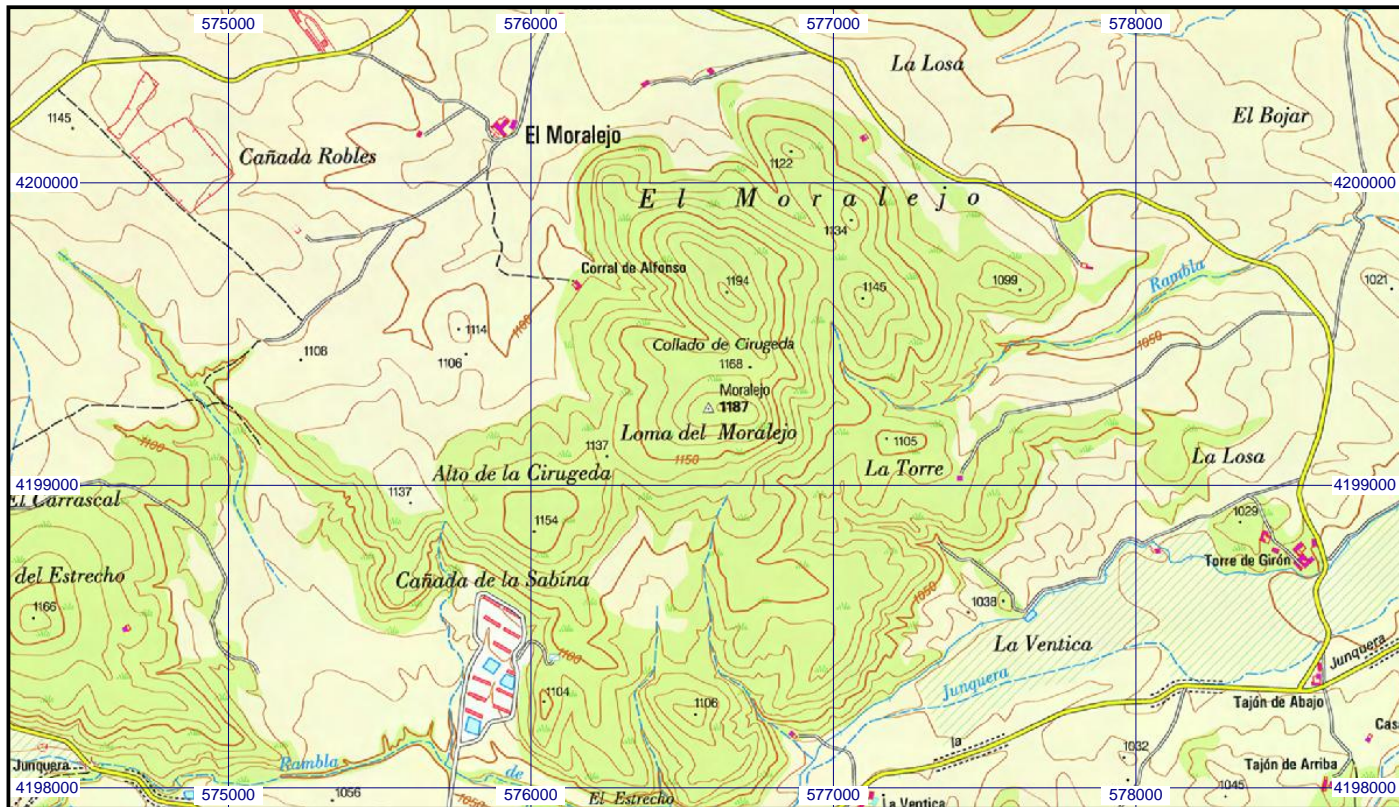 575000
576000
577000
578000
La Losa
1145
El Moralejo
El Bojar
Cañada Robles
1122
4200000
4200000
El Moralejo
1134
Corral de Alfonso
1194
1145
1099
Rambla
1021
1114
1100
1108
1106
Collado de Cirugeda
1168
1050
Moralejo
1187
1100
1137
Loma del Moralejo
1105
1150
Alto de la Cirugeda
La Torre
La Losa
4199000
4199000
El Carrascal
1137
1154
1029
Torre de Girón
del Estrecho
Cañada de la Sabina
1050
1038
1166
La Ventica
1100
Junquera
Junquera
1104
1106
Tajón de Abajo
Cas
la
1032
Junquera
Rambla
de
Tajón de Arriba
4198000
4198000
1056
1050
El Estrecho
La Ventica
1045
575000
576000
577000
578000